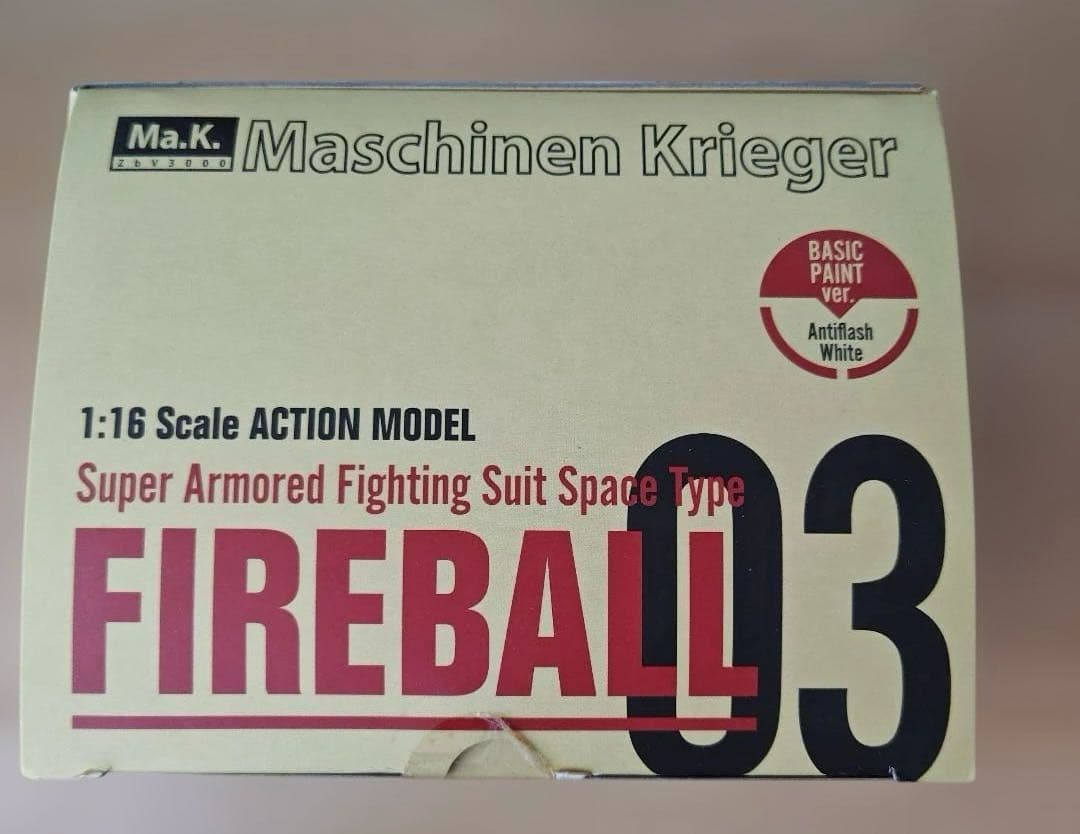 Ma.K.
ZbV3000
Maschinen Krieger
BASIC
PAINT
ver.
Antiflash
White
1:16 Scale ACTION MODEL
Super Armored Fighting Suit Space Type
FIREBALL
03